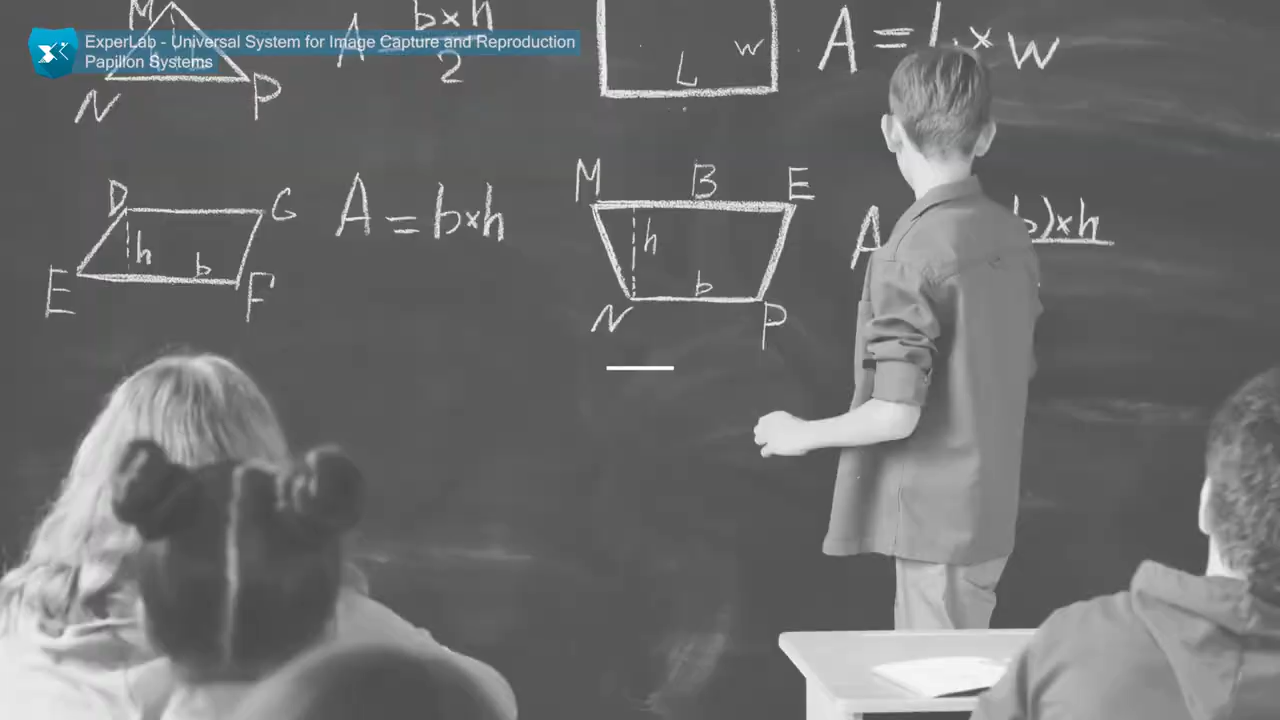 ExperLab - Universal System for Image Capture and Reproduction
Papillon Systems
M
N
P
A = b×h
2
L
w
A = L × w
D
G
h
b
E
F
A = b×h
M
B
E
h
b
N
P
A
b)×h